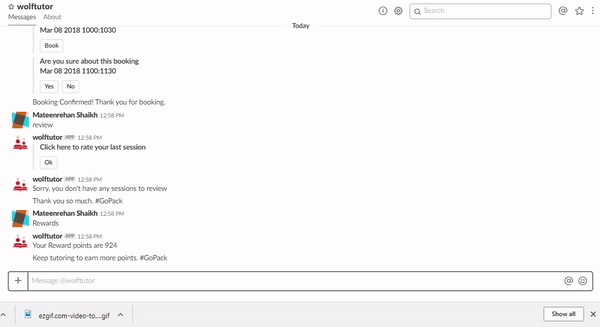 wolftutor
Messages About
Search
Today
Mar 08 2018 1000:1030
Book
Are you sure about this booking
Mar 08 2018 1100:1130
Yes No
Booking Confirmed! Thank you for booking.
Mateenrehan Shaikh 12:58 PM
review
wolftutor APP 12:58 PM
Click here to rate your last session
Ok
wolftutor APP 12:58 PM
Sorry, you don't have any sessions to review
Thank you so much. #GoPack
Mateenrehan Shaikh 12:58 PM
Rewards
wolftutor APP 12:58 PM
Your Reward points are 924
Keep tutoring to earn more points. #GoPack
Message @wolftutor
ezgif.com-video-to....gif
Show all